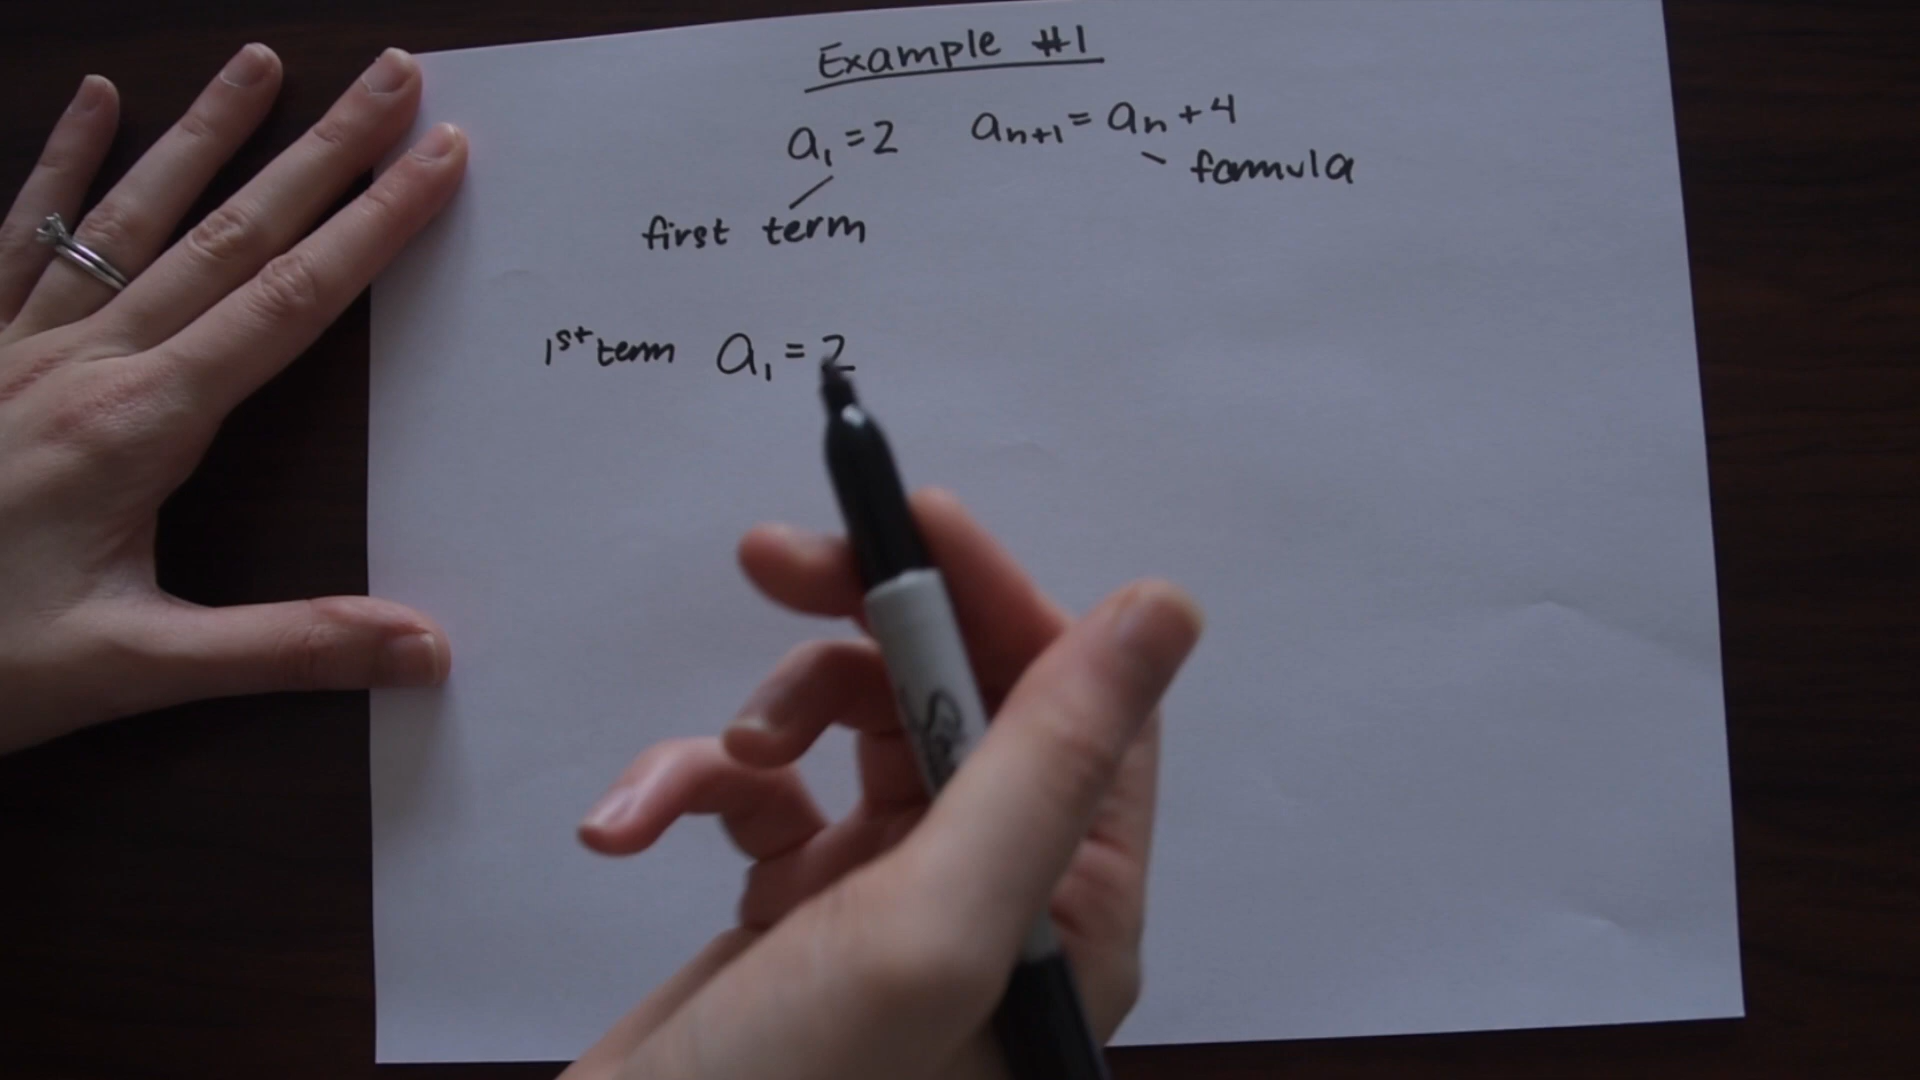 Example #1
a₁ = 2 aₙ₊₁ = aₙ + 4
formula
first term
1ˢᵗ term a₁ = 2